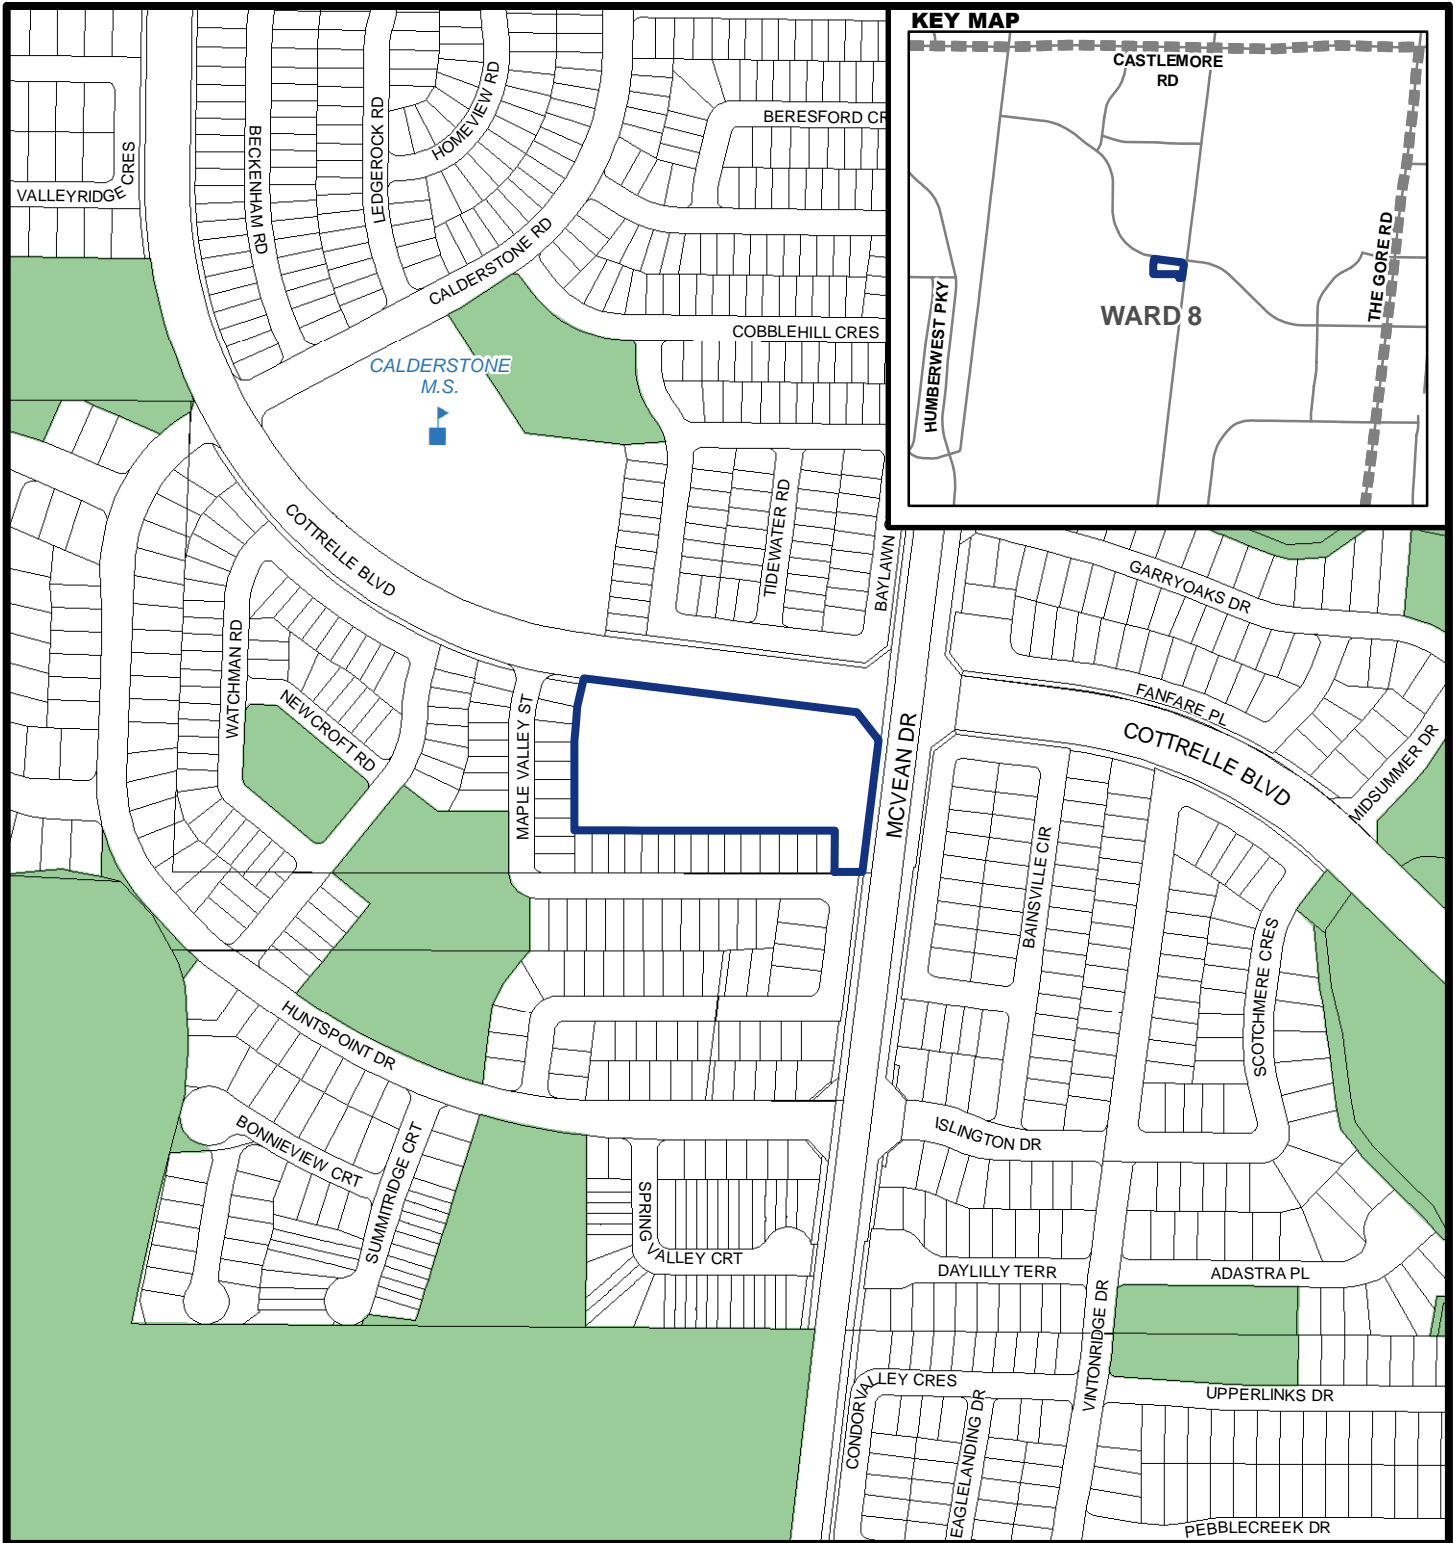 KEY MAP
CASTLEMORE
RD
THE GORE RD
HUMBERWEST PKY
WARD 8
BERESFORD CR
HOMEVIEW RD
LEDGEROCK RD
BECKENHAM RD
VALLEYRIDGE CRES
CALDERSTONE RD
COBBLEHILL CRES
CALDERSTONE
M.S.
COTTRELLE BLVD
TIDEWATER RD
BAYLAWN
GARRYOAKS DR
WATCHMAN RD
NEWCROFT RD
MAPLE VALLEY ST
MCVEAN DR
FANFARE PL
COTTRELLE BLVD
MIDSUMMER DR
BAINSVILLE CIR
SCOTCHMERE CRES
HUNTSPOINT DR
BONNIEVIEW CRT
SUMMITRIDGE CRT
ISLINGTON DR
SPRING VALLEY CRT
DAYLILLY TERR
ADASTRA PL
VINTONRIDGE DR
CONDORVALLEY CRES
EAGLELANDING DR
UPPERLINKS DR
PEBBLECREEK DR